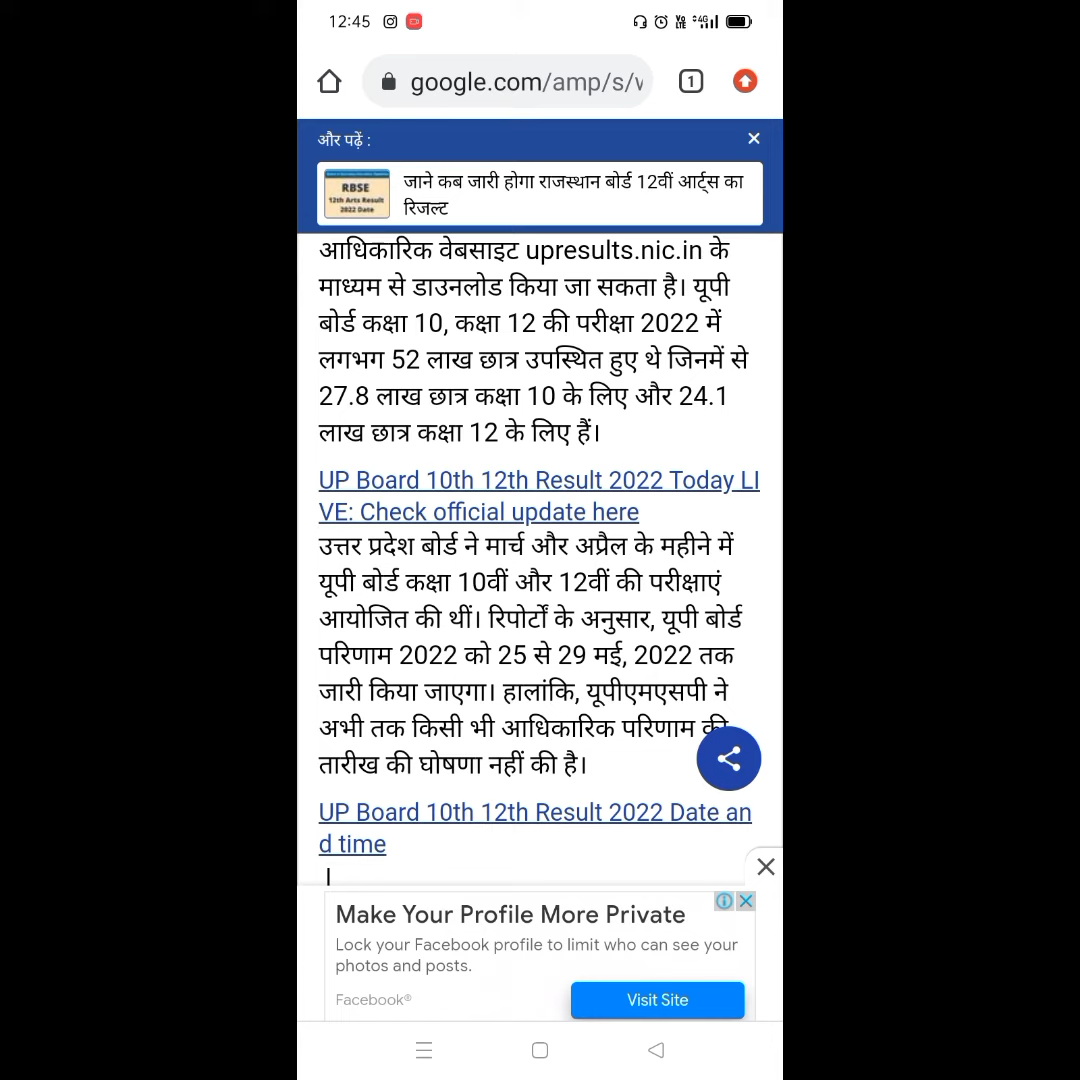 12:45
google.com/amp/s/
1
और पढ़ें :
RBSE
12th Arts Result
2022 Date
जाने कब जारी होगा राजस्थान बोर्ड 12वीं आर्ट्स का
रिजल्ट
आधिकारिक वेबसाइट upresults.nic.in के
माध्यम से डाउनलोड किया जा सकता है। यूपी
बोर्ड कक्षा 10, कक्षा 12 की परीक्षा 2022 में
लगभग 52 लाख छात्र उपस्थित हुए थे जिनमें से
27.8 लाख छात्र कक्षा 10 के लिए और 24.1
लाख छात्र कक्षा 12 के लिए हैं।
UP Board 10th 12th Result 2022 Today LI
VE: Check official update here
उत्तर प्रदेश बोर्ड ने मार्च और अप्रैल के महीने में
यूपी बोर्ड कक्षा 10वीं और 12वीं की परीक्षाएं
आयोजित की थीं। रिपोर्टों के अनुसार, यूपी बोर्ड
परिणाम 2022 को 25 से 29 मई, 2022 तक
जारी किया जाएगा। हालांकि, यूपीएमएसपी ने
अभी तक किसी भी आधिकारिक परिणाम की
तारीख की घोषणा नहीं की है।
UP Board 10th 12th Result 2022 Date an
d time
Make Your Profile More Private
Lock your Facebook profile to limit who can see your
photos and posts.
Facebook®
Visit Site